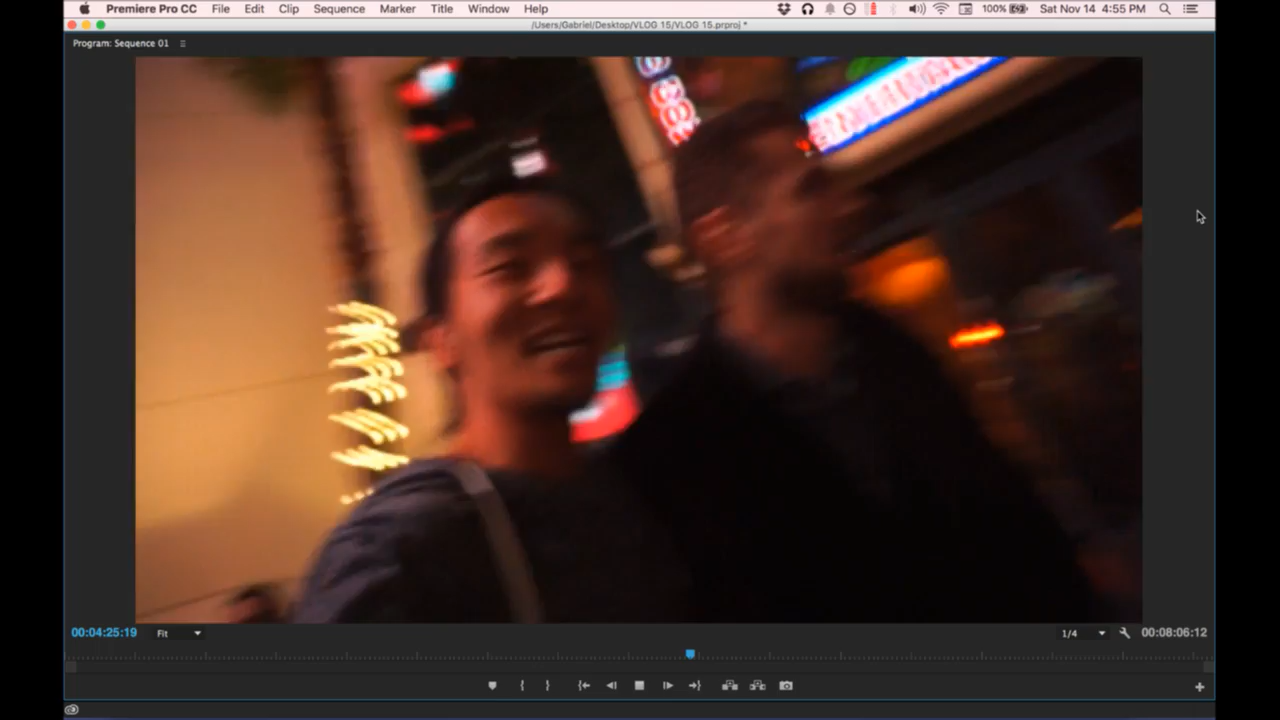 Premiere Pro CC File Edit Clip Sequence Marker Title Window Help 100% Sat Nov 14 4:55 PM
/Users/Gabriel/Desktop/VLOG 15/VLOG 15.prproj *
Program: Sequence 01
00:04:25:19 Fit 1/4 00:08:06:12